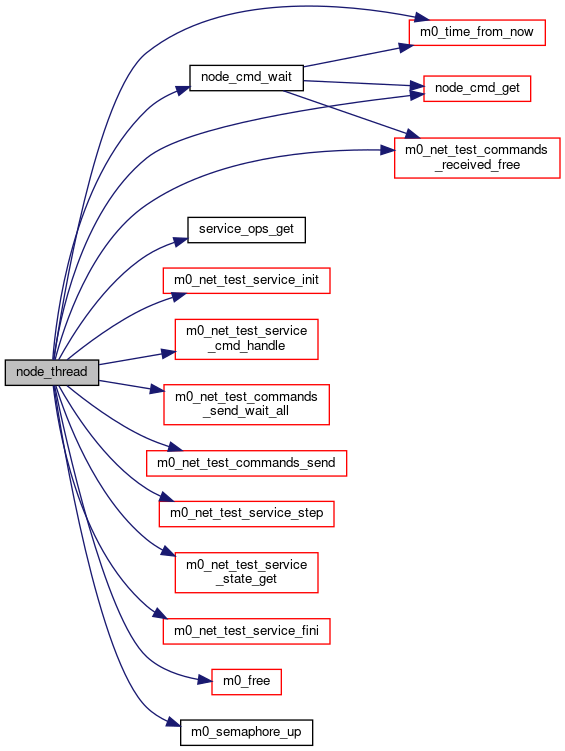 m0_time_from_now
node_cmd_wait
node_cmd_get
m0_net_test_commands
_received_free
service_ops_get
m0_net_test_service_init
m0_net_test_service
_cmd_handle
node_thread
m0_net_test_commands
_send_wait_all
m0_net_test_commands_send
m0_net_test_service_step
m0_net_test_service
_state_get
m0_net_test_service_fini
m0_free
m0_semaphore_up